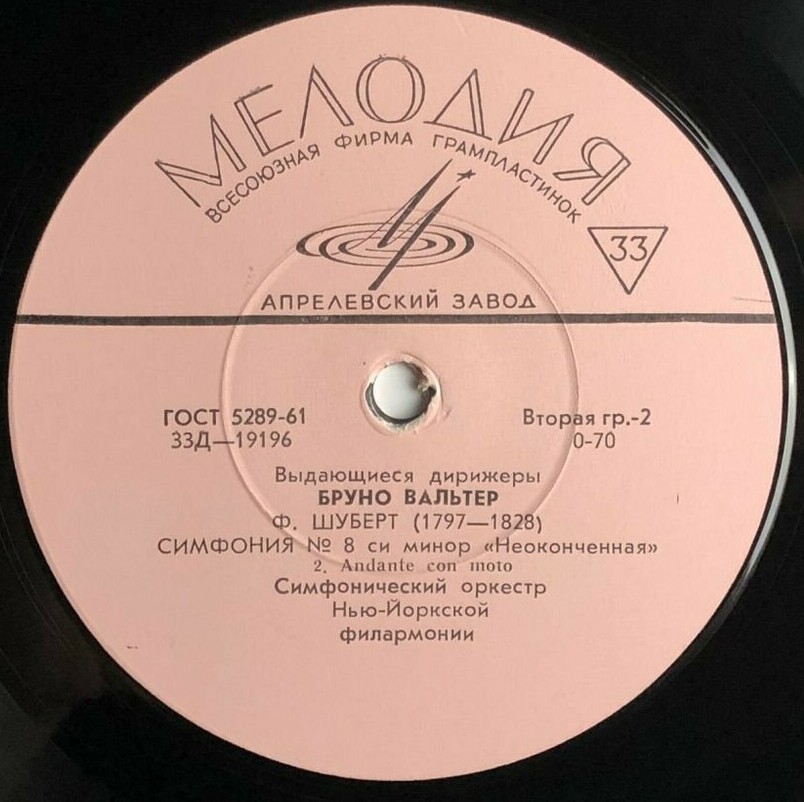 МЕЛОДИЯ
ВСЕСОЮЗНАЯ ФИРМА ГРАМПЛАСТИНОК
33
АПРЕЛЕВСКИЙ ЗАВОД
ГОСТ 5289-61
Вторая гр.-2
33Д—19196
0-70
Выдающиеся дирижеры
БРУНО ВАЛЬТЕР
Ф. ШУБЕРТ (1797—1828)
СИМФОНИЯ № 8 си минор «Неоконченная»
2. Andante con moto
Симфонический оркестр
Нью-Йоркской
филармонии